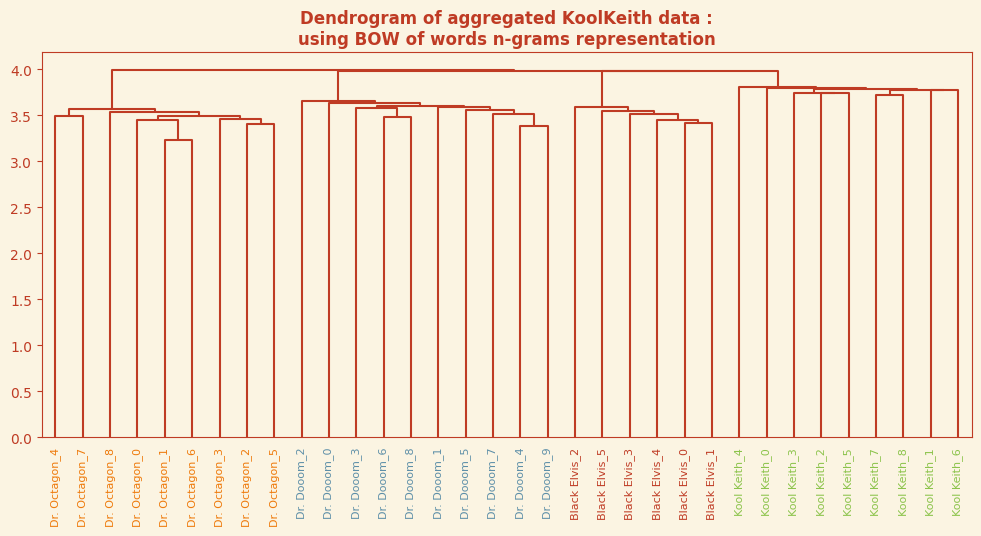 Dendrogram of aggregated KoolKeith data :
using BOW of words n-grams representation
4.0
3.5
3.0
2.5
2.0
1.5
1.0
0.5
0.0
Dr. Octagon_4
Dr. Octagon_7
Dr. Octagon_8
Dr. Octagon_0
Dr. Octagon_1
Dr. Octagon_6
Dr. Octagon_3
Dr. Octagon_2
Dr. Octagon_5
Dr. Dooom_2
Dr. Dooom_0
Dr. Dooom_3
Dr. Dooom_6
Dr. Dooom_8
Dr. Dooom_1
Dr. Dooom_5
Dr. Dooom_7
Dr. Dooom_4
Dr. Dooom_9
Black Elvis_2
Black Elvis_5
Black Elvis_3
Black Elvis_4
Black Elvis_0
Black Elvis_1
Kool Keith_4
Kool Keith_0
Kool Keith_3
Kool Keith_2
Kool Keith_5
Kool Keith_7
Kool Keith_8
Kool Keith_1
Kool Keith_6